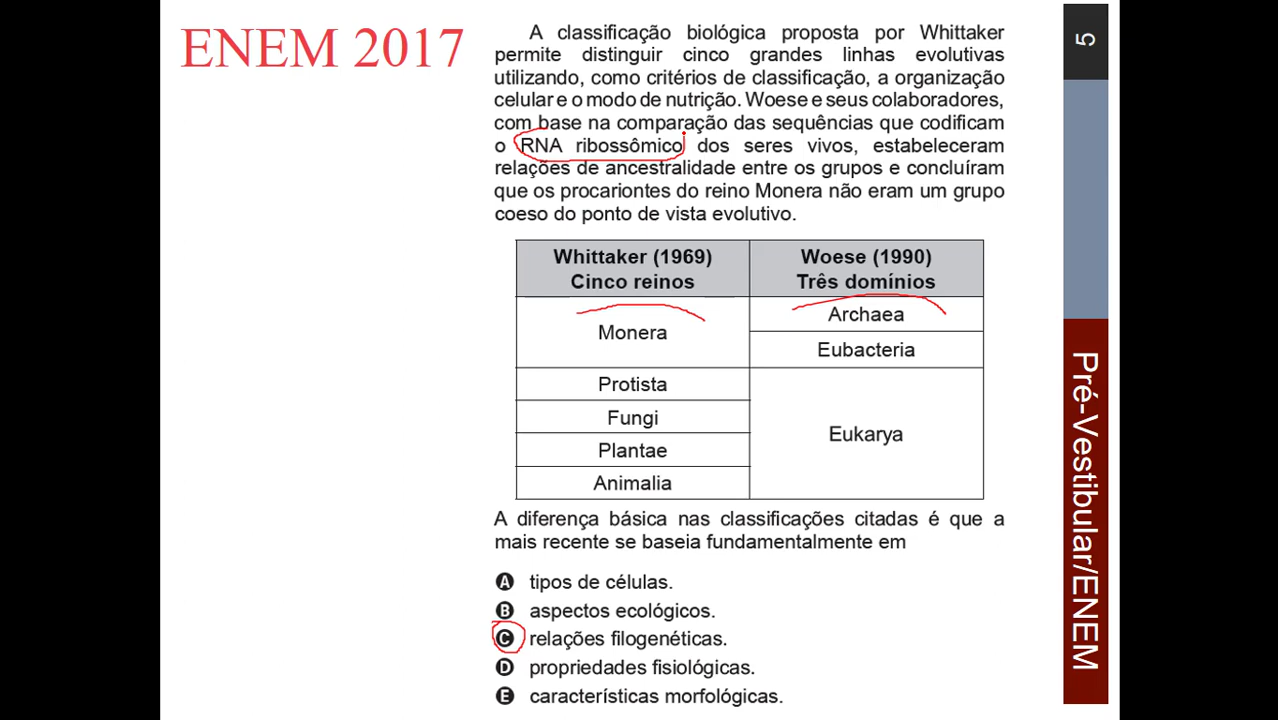 ENEM 2017
A classificação biológica proposta por Whittaker
permite distinguir cinco grandes linhas evolutivas
utilizando, como critérios de classificação, a organização
celular e o modo de nutrição. Woese e seus colaboradores,
com base na comparação das sequências que codificam
o RNA ribossômico dos seres vivos, estabeleceram
relações de ancestralidade entre os grupos e concluíram
que os procariontes do reino Monera não eram um grupo
coeso do ponto de vista evolutivo.
Whittaker (1969)
Cinco reinos
Woese (1990)
Três domínios
Monera
Archaea
Eubacteria
Protista
Fungi
Plantae
Animalia
Eukarya
A diferença básica nas classificações citadas é que a
mais recente se baseia fundamentalmente em
A tipos de células.
B aspectos ecológicos.
C relações filogenéticas.
D propriedades fisiológicas.
E características morfológicas.
5
Pré-Vestibular/ENEM